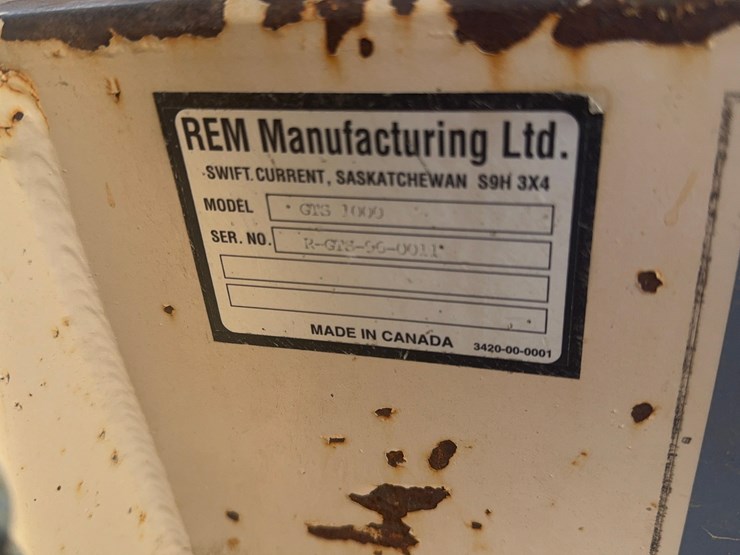 REM Manufacturing Ltd.
SWIFT CURRENT, SASKATCHEWAN S9H 3X4
MODEL GTS 1000
SER. NO. R-GTS-96-0011
MADE IN CANADA 3420-00-0001